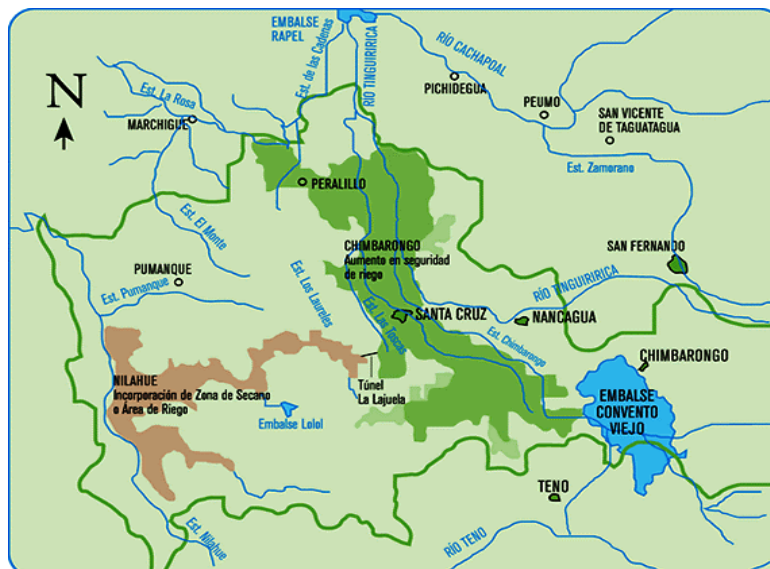 EMBALSE
RAPEL
Est. de las Cadenas
RÍO TINGUIRIRICA
RÍO CACHAPOAL
N
Est. La Rosa
MARCHIGUE
PICHIDEGUA
PEUMO
SAN VICENTE
DE TAGUATAGUA
Est. Zamorano
PERALILLO
Est. El Monte
CHIMBARONGO
Aumento en seguridad
de riego
SAN FERNANDO
PUMANQUE
Est. Pumanque
Est. Los Laureles
Est. Las Toscas
SANTA CRUZ
RÍO TINGUIRIRICA
NANCAGUA
Est. Chimbarongo
CHIMBARONGO
NILAHUE
Incorporación de Zona de Secano
o Área de Riego
Túnel
La Lajuela
Embalse Lolol
EMBALSE
CONVENTO
VIEJO
TENO
Est. Nilahue
RÍO TENO